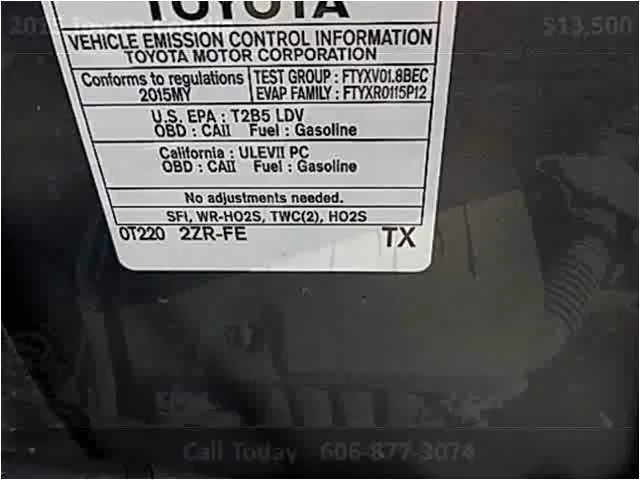 $13,500
TOYOTA
VEHICLE EMISSION CONTROL INFORMATION
TOYOTA MOTOR CORPORATION
Conforms to regulations
2015MY
TEST GROUP : FTYXV01.8BEC
EVAP FAMILY : FTYXR0115P12
U.S. EPA : T2B5 LDV
OBD : CAII Fuel : Gasoline
California : ULEVII PC
OBD : CAII Fuel : Gasoline
No adjustments needed.
SFI, WR-HO2S, TWC(2), HO2S
0T220 2ZR-FE TX
Call Today 606-877-3074